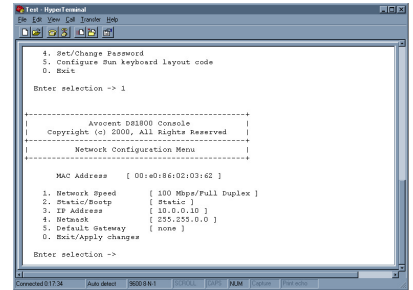 Test - HyperTerminal
File Edit View Call Transfer Help
4. Set/Change Password
5. Configure Sun keyboard layout code
0. Exit
Enter selection -> 1
Avocent DS1800 Console
Copyright (c) 2000, All Rights Reserved
Network Configuration Menu
MAC Address [ 00:e0:86:02:03:62 ]
1. Network Speed [ 100 Mbps/Full Duplex ]
2. Static/Bootp [ Static ]
3. IP Address [ 10.0.0.10 ]
4. Netmask [ 255.255.0.0 ]
5. Default Gateway [ none ]
0. Exit/Apply changes
Enter selection ->
Connected 0:17:34 Auto detect 9600 8-N-1 SCROLL CAPS NUM Capture Print echo